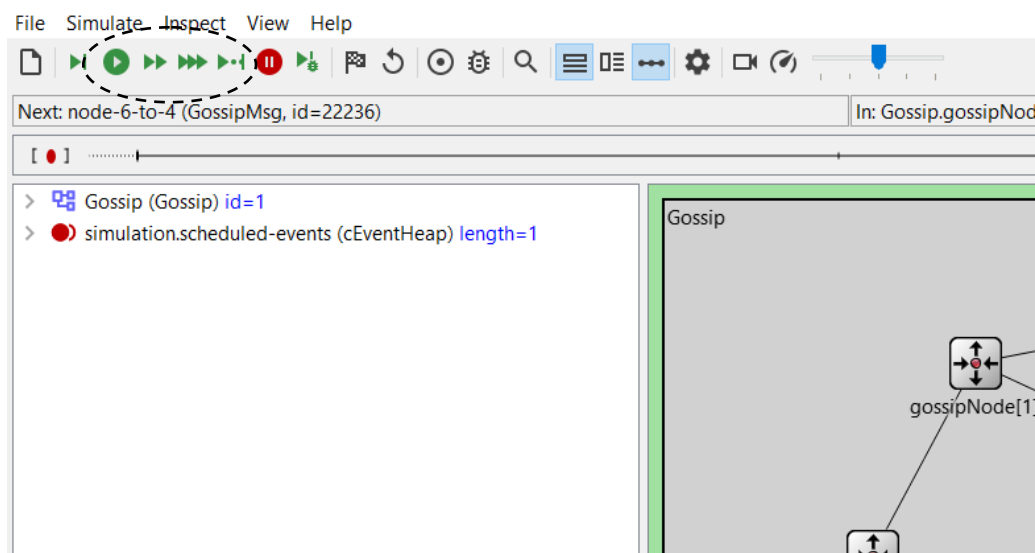 File Simulate Inspect View Help
Next: node-6-to-4 (GossipMsg, id=22236)
In: Gossip.gossipNod
[ ]
Gossip (Gossip) id=1
simulation.scheduled-events (cEventHeap) length=1
Gossip
gossipNode[1]